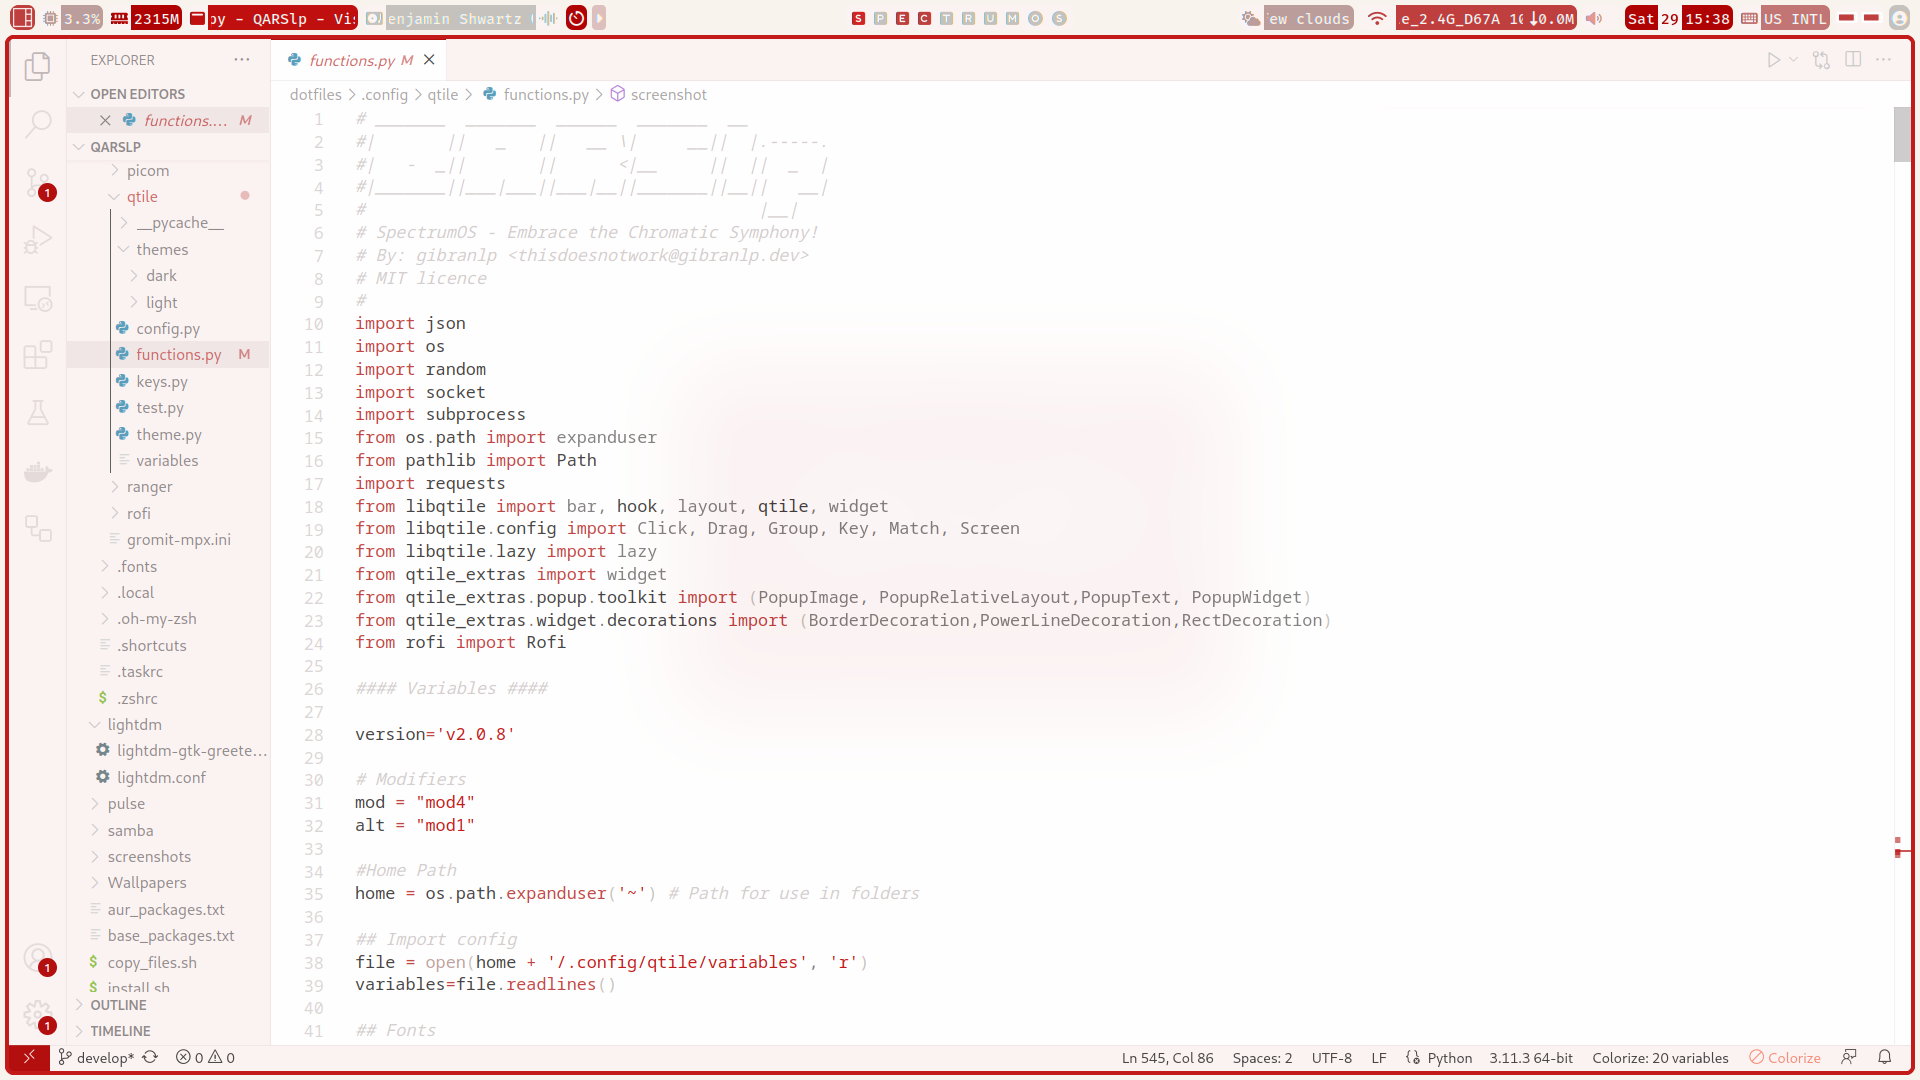 3.3% 2315M py - QARSlp - Vis enjamin Shwartz S P E C T R U M O S ew clouds e_2.4G_D67A 10 ↓0.0M Sat 29 15:38 US INTL
EXPLORER ···
functions.py M
OPEN EDITORS
functions.... M
QARSLP
picom
qtile
__pycache__
themes
dark
light
config.py
functions.py M
keys.py
test.py
theme.py
variables
ranger
rofi
gromit-mpx.ini
.fonts
.local
.oh-my-zsh
.shortcuts
.taskrc
.zshrc
lightdm
lightdm-gtk-greete...
lightdm.conf
pulse
samba
screenshots
Wallpapers
aur_packages.txt
base_packages.txt
copy_files.sh
install.sh
OUTLINE
TIMELINE
1
1
1
dotfiles > .config > qtile > functions.py > screenshot
1 # _______  _______  ______  _______  __
2 #|       ||   _   ||   __ \|     __||  |.-----.
3 #|   -  _||       ||      <|__     ||  ||  _  |
4 #|_______||___|___||___|__||_______||__||   __|
5 #                                       |__|
6 # SpectrumOS - Embrace the Chromatic Symphony!
7 # By: gibranlp <thisdoesnotwork@gibranlp.dev>
8 # MIT licence
9 #
10 import json
11 import os
12 import random
13 import socket
14 import subprocess
15 from os.path import expanduser
16 from pathlib import Path
17 import requests
18 from libqtile import bar, hook, layout, qtile, widget
19 from libqtile.config import Click, Drag, Group, Key, Match, Screen
20 from libqtile.lazy import lazy
21 from qtile_extras import widget
22 from qtile_extras.popup.toolkit import (PopupImage, PopupRelativeLayout,PopupText, PopupWidget)
23 from qtile_extras.widget.decorations import (BorderDecoration,PowerLineDecoration,RectDecoration)
24 from rofi import Rofi
25
26 #### Variables ####
27
28 version='v2.0.8'
29
30 # Modifiers
31 mod = "mod4"
32 alt = "mod1"
33
34 #Home Path
35 home = os.path.expanduser('~') # Path for use in folders
36
37 ## Import config
38 file = open(home + '/.config/qtile/variables', 'r')
39 variables=file.readlines()
40
41 ## Fonts
develop* 0 0 Ln 545, Col 86 Spaces: 2 UTF-8 LF Python 3.11.3 64-bit Colorize: 20 variables Colorize